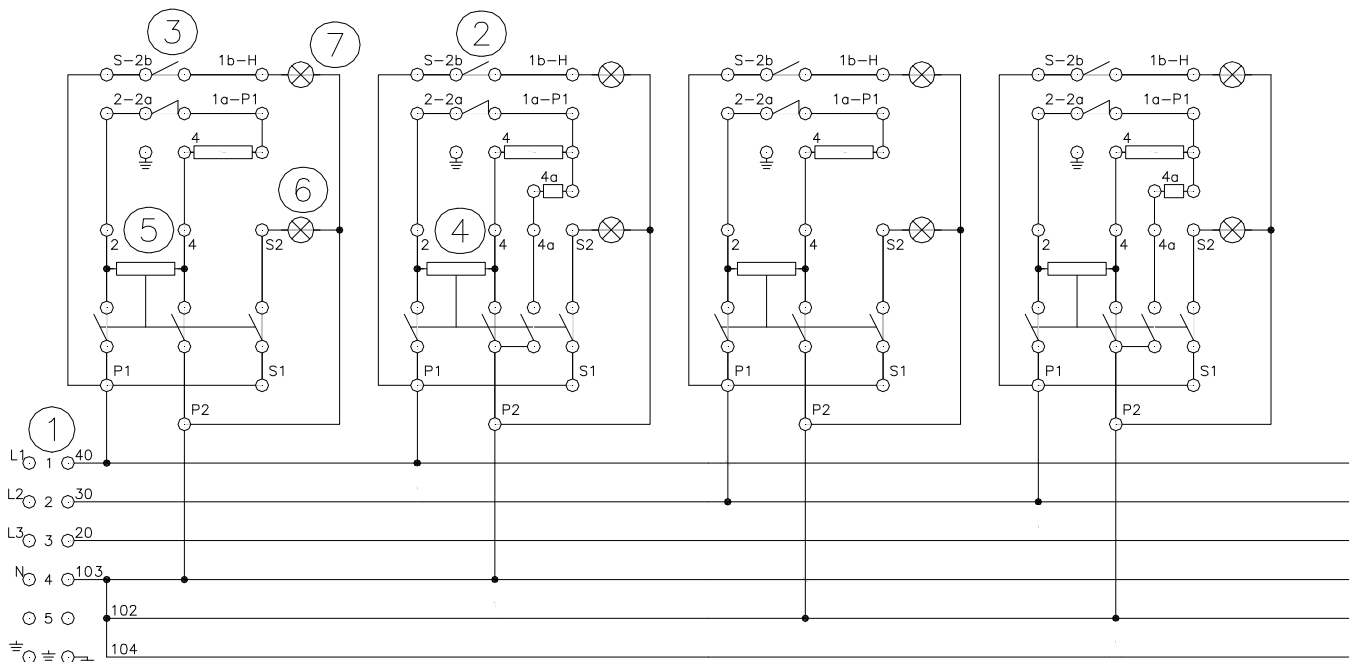 3 7 2
S-2b 1b-H S-2b 1b-H S-2b 1b-H S-2b 1b-H
2-2a 1a-P1 2-2a 1a-P1 2-2a 1a-P1 2-2a 1a-P1
4 4 4 4
6 4a 4a
5 4
2 4 S2 2 4 4a S2 2 4 S2 2 4 4a S2
P1 S1 P1 S1 P1 S1 P1 S1
P2 P2 P2 P2
1
L1 1 40
L2 2 30
L3 3 20
N 4 103
5 102
104